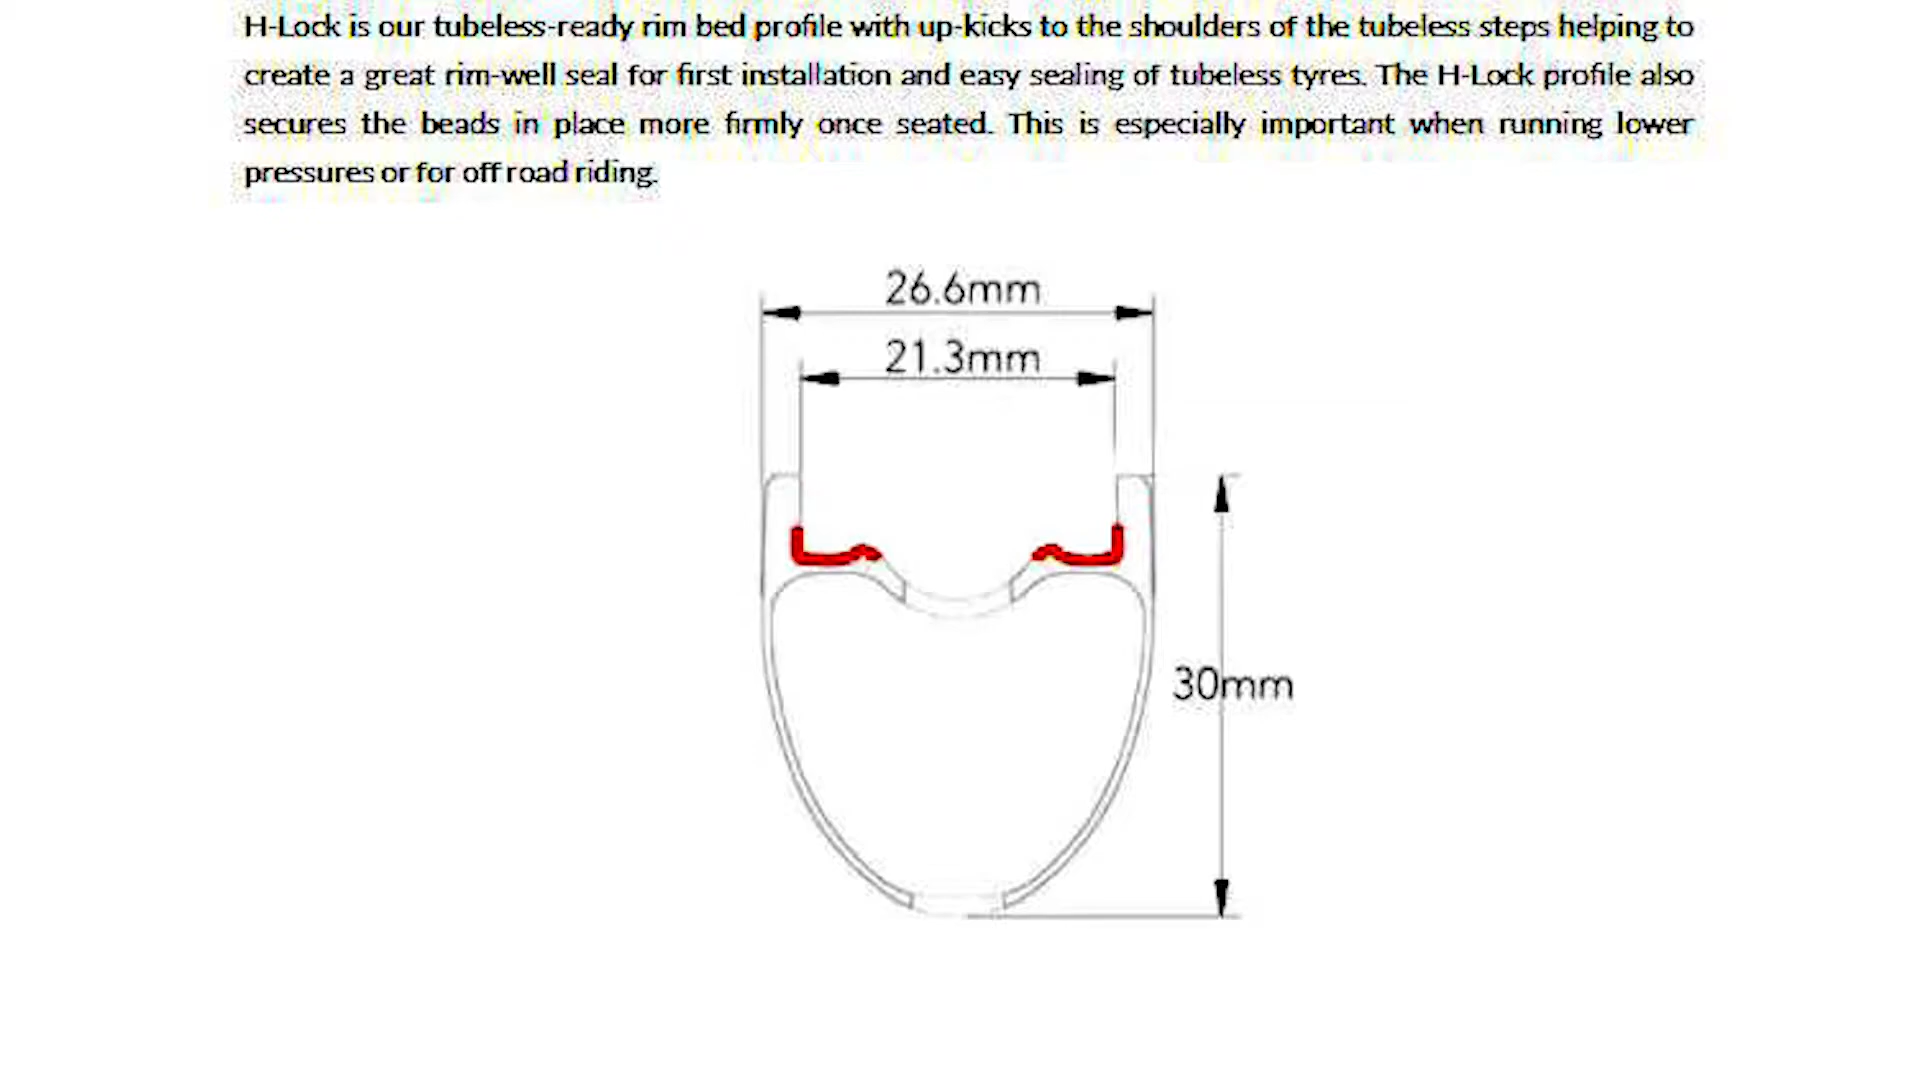 H-Lock is our tubeless-ready rim bed profile with up-kicks to the shoulders of the tubeless steps helping to
create a great rim-well seal for first installation and easy sealing of tubeless tyres. The H-Lock profile also
secures the beads in place more firmly once seated. This is especially important when running lower
pressures or for off road riding.
26.6mm
21.3mm
30mm